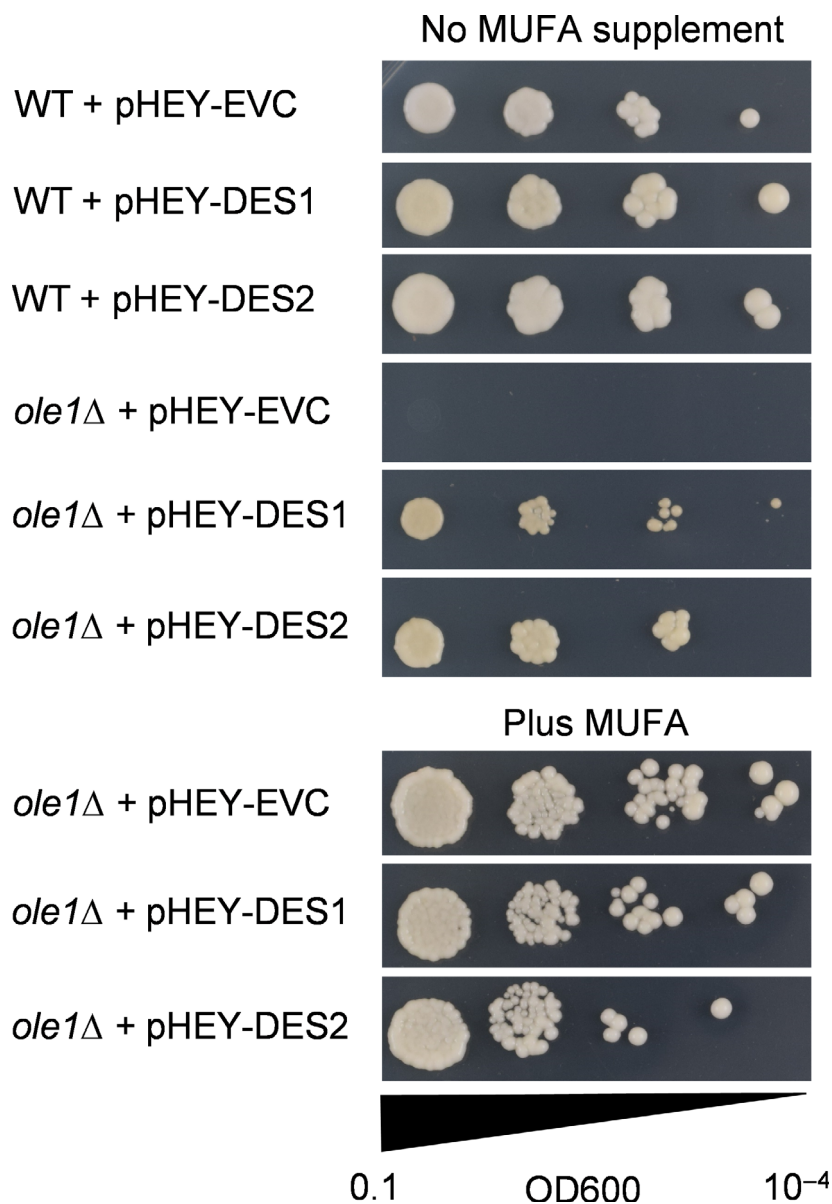 No MUFA supplement
WT + pHEY-EVC
WT + pHEY-DES1
WT + pHEY-DES2
ole1Δ + pHEY-EVC
ole1Δ + pHEY-DES1
ole1Δ + pHEY-DES2
Plus MUFA
ole1Δ + pHEY-EVC
ole1Δ + pHEY-DES1
ole1Δ + pHEY-DES2
0.1 OD600 10⁻⁴